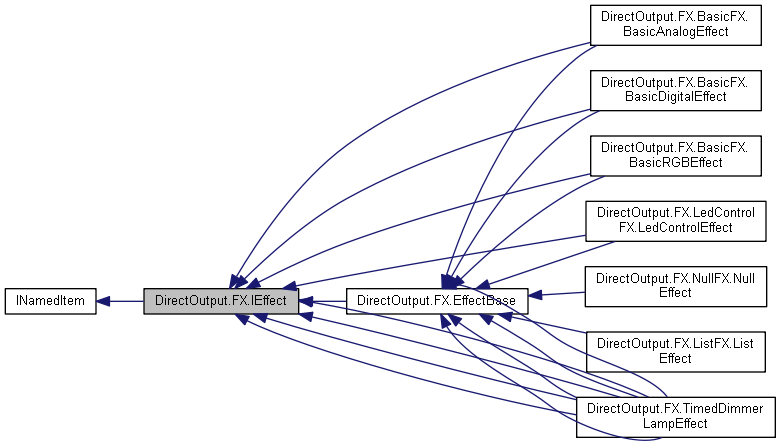 DirectOutput.FX.BasicFX.
BasicAnalogEffect
DirectOutput.FX.BasicFX.
BasicDigitalEffect
DirectOutput.FX.BasicFX.
BasicRGBEffect
DirectOutput.FX.LedControl
FX.LedControlEffect
INamedItem
DirectOutput.FX.IEffect
DirectOutput.FX.EffectBase
DirectOutput.FX.NullFX.Null
Effect
DirectOutput.FX.ListFX.List
Effect
DirectOutput.FX.TimedDimmer
LampEffect